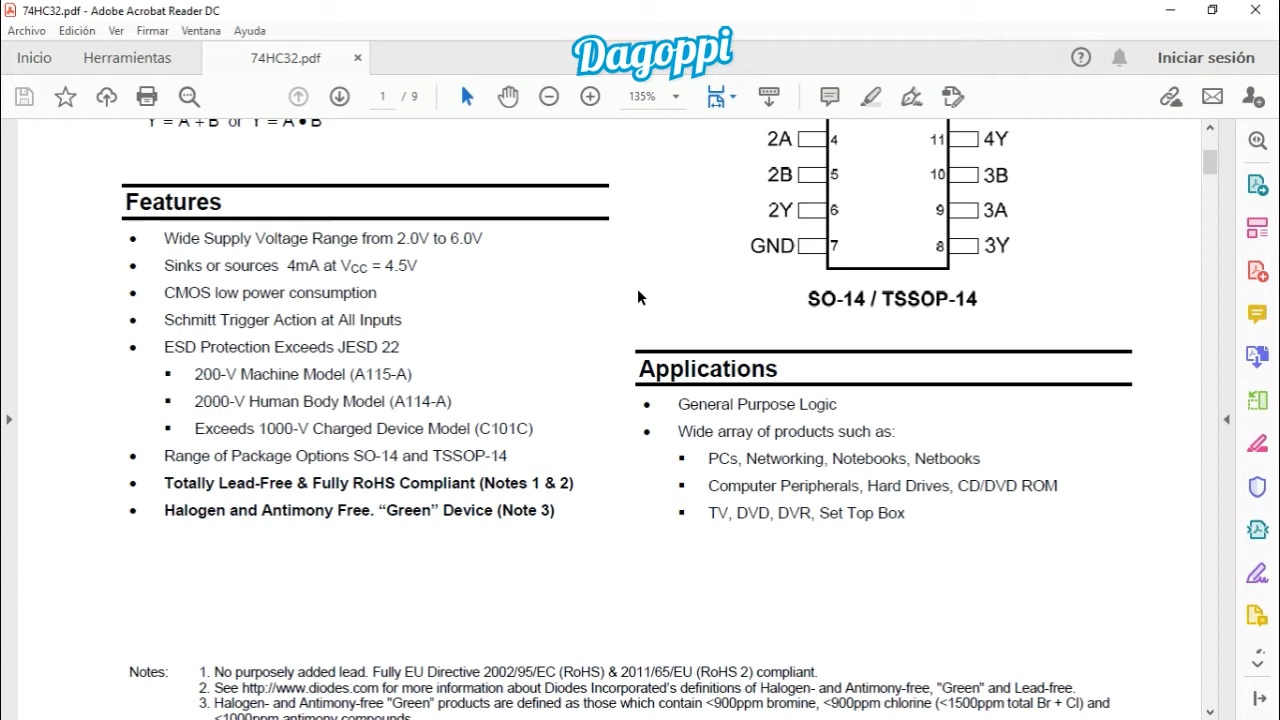 74HC32.pdf - Adobe Acrobat Reader DC
Archivo Edición Ver Firmar Ventana Ayuda
Inicio Herramientas 74HC32.pdf × Iniciar sesión
Dagoppi
1 / 9 135%
Y = A + B or Y = A • B
2A 4 11 4Y
2B 5 10 3B
2Y 6 9 3A
GND 7 8 3Y
SO-14 / TSSOP-14
Features
• Wide Supply Voltage Range from 2.0V to 6.0V
• Sinks or sources 4mA at VCC = 4.5V
• CMOS low power consumption
• Schmitt Trigger Action at All Inputs
• ESD Protection Exceeds JESD 22
▪ 200-V Machine Model (A115-A)
▪ 2000-V Human Body Model (A114-A)
▪ Exceeds 1000-V Charged Device Model (C101C)
• Range of Package Options SO-14 and TSSOP-14
• Totally Lead-Free & Fully RoHS Compliant (Notes 1 & 2)
• Halogen and Antimony Free. “Green” Device (Note 3)
Applications
• General Purpose Logic
• Wide array of products such as:
▪ PCs, Networking, Notebooks, Netbooks
▪ Computer Peripherals, Hard Drives, CD/DVD ROM
▪ TV, DVD, DVR, Set Top Box
Notes: 1. No purposely added lead. Fully EU Directive 2002/95/EC (RoHS) & 2011/65/EU (RoHS 2) compliant.
2. See http://www.diodes.com for more information about Diodes Incorporated's definitions of Halogen- and Antimony-free, "Green" and Lead-free.
3. Halogen- and Antimony-free "Green" products are defined as those which contain <900ppm bromine, <900ppm chlorine (<1500ppm total Br + Cl) and
<1000ppm antimony compounds.